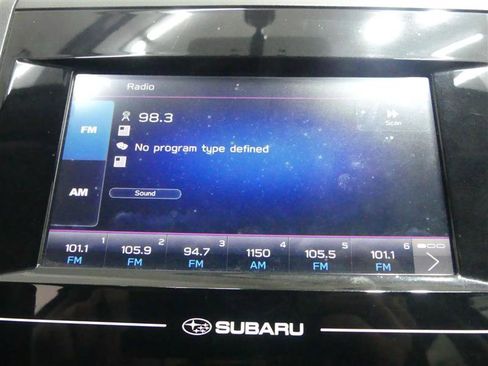 Radio
FM
98.3
Scan
No program type defined
AM
Sound
1 2 3 4 5 6
101.1 105.9 94.7 1150 105.5 101.1
FM FM FM AM FM FM
SUBARU